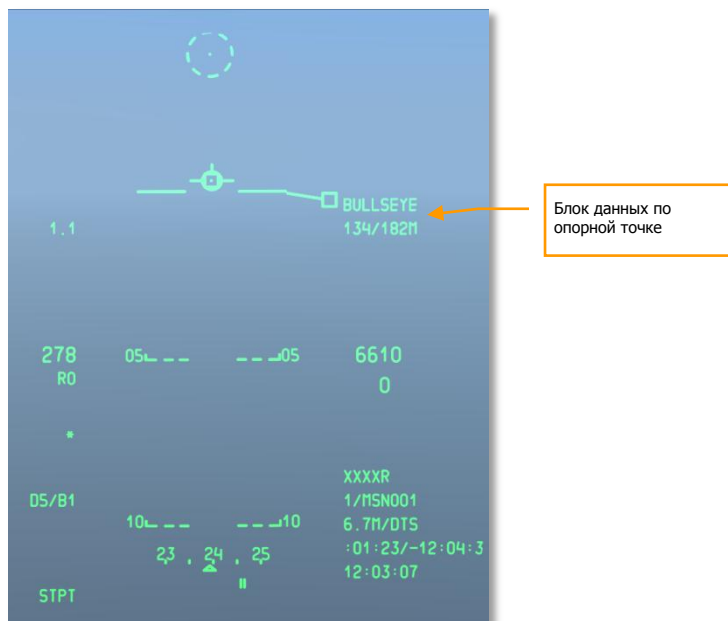 BULLSEYE
134/182M
Блок данных по
опорной точке
1.1
278
05 05
6610
R0
0
*
XXXXR
D5/B1
1/MSN001
10 10
6.7M/DTS
23 . 24 . 25
:01:23/-12:04:3
12:03:07
STPT